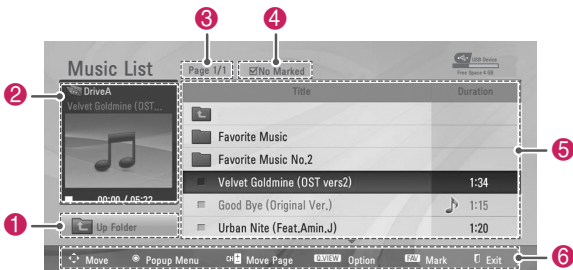 3
4
Music List
Page 1/1
No Marked
USB Device
Free Space 4 GB
2
DriveA
Velvet Goldmine (OST...
Title
Duration
Favorite Music
5
Favorite Music No.2
Velvet Goldmine (OST vers2)
1:34
00:00 / 05:22
Good Bye (Original Ver.)
1:15
1
Up Folder
Urban Nite (Feat,Amin.J)
1:20
Move
Popup Menu
CH
Move Page
Q.VIEW
Option
FAV
Mark
Exit
6